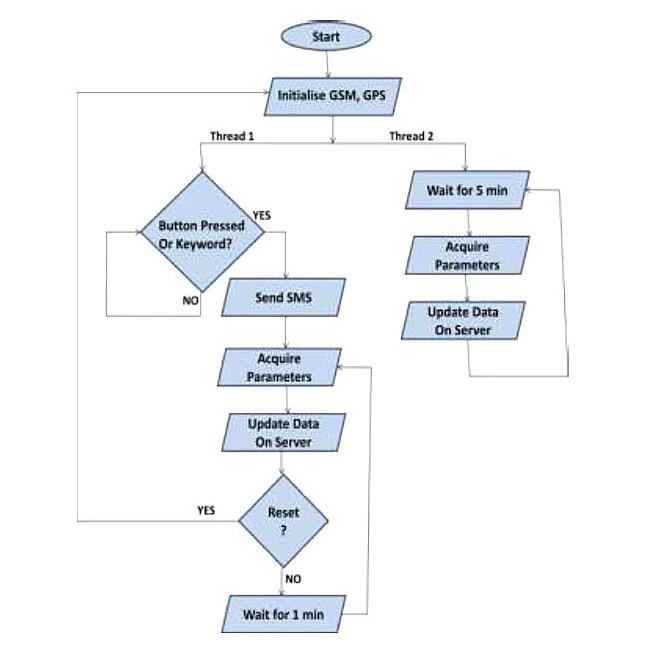 Start
Initialise GSM, GPS
Thread 1
Thread 2
Button Pressed
Or Keyword?
YES
NO
Send SMS
Acquire
Parameters
Update Data
On Server
Reset
?
YES
NO
Wait for 1 min
Wait for 5 min
Acquire
Parameters
Update Data
On Server